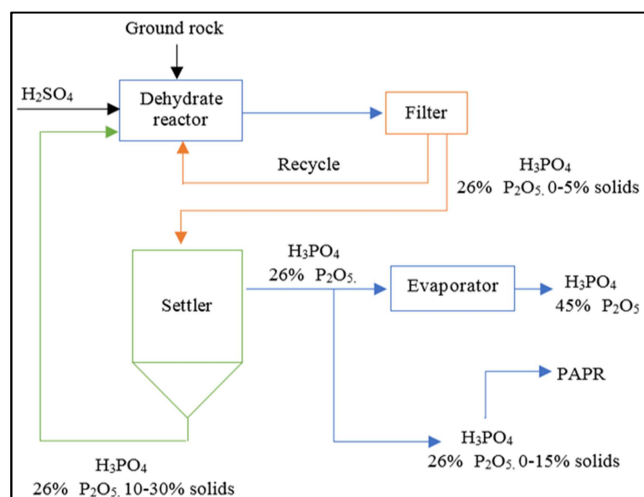 Ground rock
H₂SO₄
Dehydrate
reactor
Filter
Recycle
H₃PO₄
26% P₂O₅, 0-5% solids
Settler
H₃PO₄
26% P₂O₅,
Evaporator
H₃PO₄
45% P₂O₅
PAPR
H₃PO₄
26% P₂O₅, 0-15% solids
H₃PO₄
26% P₂O₅, 10-30% solids